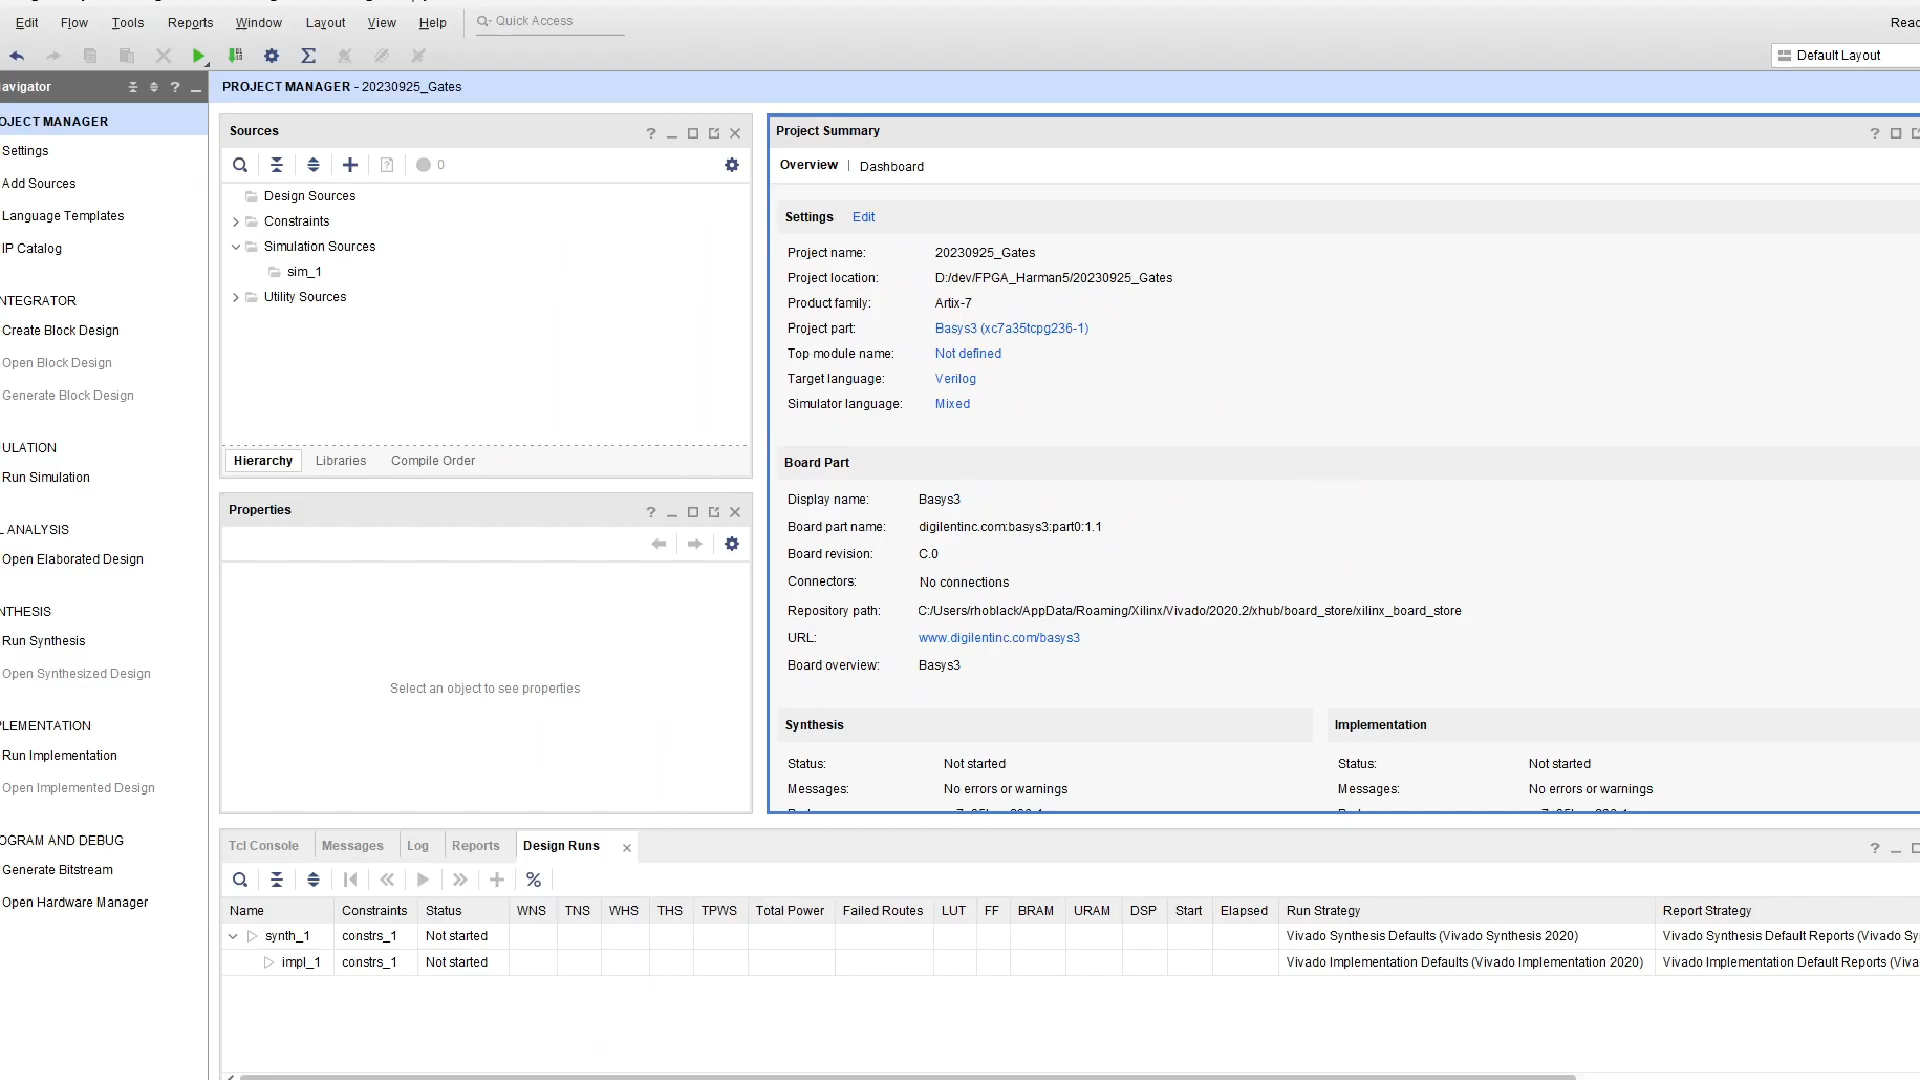 Edit Flow Tools Reports Window Layout View Help Quick Access
Default Layout
PROJECT MANAGER - 20230925_Gates
Settings
Add Sources
Language Templates
IP Catalog
Create Block Design
Open Block Design
Generate Block Design
Run Simulation
ANALYSIS
Open Elaborated Design
Run Synthesis
Open Synthesized Design
Run Implementation
Open Implemented Design
AND DEBUG
Generate Bitstream
Open Hardware Manager
Sources
? _
0
Design Sources
Constraints
Simulation Sources
sim_1
Utility Sources
Hierarchy Libraries Compile Order
Properties
Select an object to see properties
Project Summary
Overview | Dashboard
Settings Edit
Project name: 20230925_Gates
Project location: D:/dev/FPGA_Harman5/20230925_Gates
Product family: Artix-7
Project part: Basys3 (xc7a35tcpg236-1)
Top module name: Not defined
Target language: Verilog
Simulator language: Mixed
Board Part
Display name: Basys3
Board part name: digilentinc.com:basys3:part0:1.1
Board revision: C.0
Connectors: No connections
Repository path: C:/Users/rhoblack/AppData/Roaming/Xilinx/Vivado/2020.2/xhub/board_store/xilinx_board_store
URL: www.digilentinc.com/basys3
Board overview: Basys3
Synthesis
Status: Not started
Messages: No errors or warnings
Implementation
Status: Not started
Messages: No errors or warnings
Tcl Console Messages Log Reports Design Runs
Name Constraints Status WNS TNS WHS THS TPWS Total Power Failed Routes LUT FF BRAM URAM DSP Start Elapsed Run Strategy Report Strategy
synth_1 constrs_1 Not started Vivado Synthesis Defaults (Vivado Synthesis 2020) Vivado Synthesis Default Reports (Vivado
impl_1 constrs_1 Not started Vivado Implementation Defaults (Vivado Implementation 2020) Vivado Implementation Default Reports